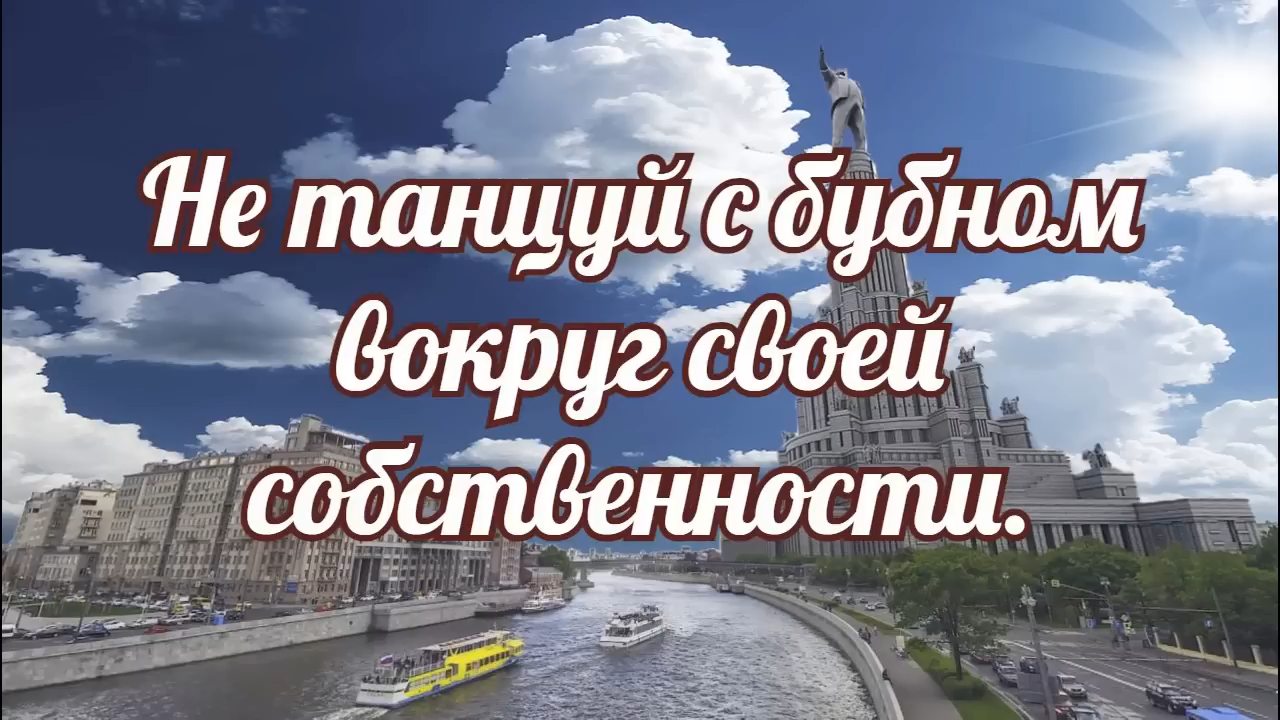 Не танцуй с бубном
вокруг своей
собственности.